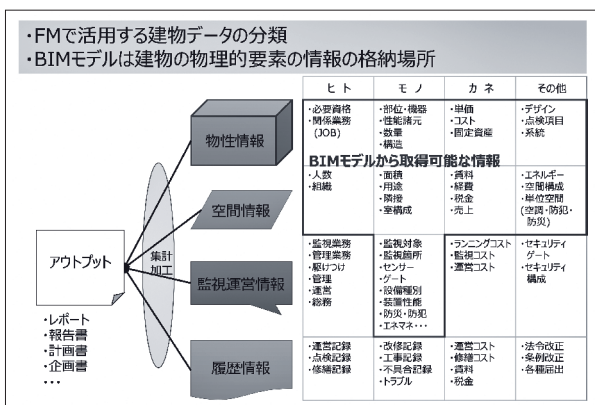 ・FMで活用する建物データの分類
・BIMモデルは建物の物理的要素の情報の格納場所
ヒト
モノ
カネ
その他
物性情報
・必要資格
・関係業務
(JOB)
・部位・機器
・性能諸元
・数量
・構造
・単価
・コスト
・固定資産
・デザイン
・点検項目
・系統
BIMモデルから取得可能な情報
空間情報
・人数
・組織
・面積
・用途
・隣接
・室構成
・賃料
・経費
・税金
・売上
・エネルギー
・空間構成
・単位空間
(空調・防犯・
防災)
アウトプット
集計
加工
監視運営情報
・監視業務
・管理業務
・駆けつけ
・管理
・運営
・総務
・監視対象
・監視箇所
・センサー
・ゲート
・設備種別
・装置性能
・防災・防犯
・エネマネ・・・
・ランニングコスト
・監視コスト
・運営コスト
・セキュリティ
ゲート
・セキュリティ
構成
・レポート
・報告書
・計画書
・企画書
・・・
履歴情報
・運営記録
・点検記録
・修繕記録
・改修記録
・工事記録
・不具合記録
・トラブル
・運営コスト
・修繕コスト
・賃料
・税金
・法令改正
・条例改正
・各種届出